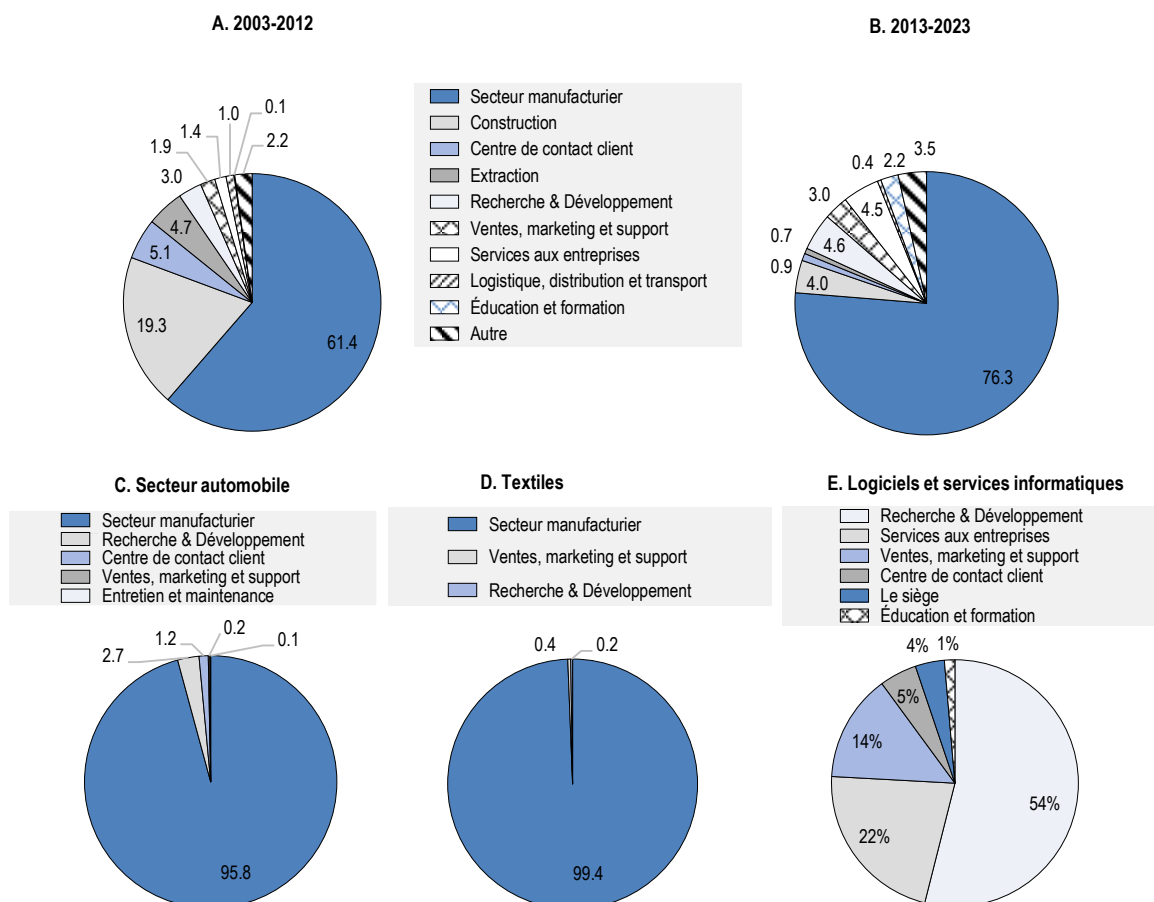 A. 2003-2012
61.4
19.3
5.1
4.7
3.0
1.9
1.4
1.0
0.1
2.2
Secteur manufacturier
Construction
Centre de contact client
Extraction
Recherche & Développement
Ventes, marketing et support
Services aux entreprises
Logistique, distribution et transport
Éducation et formation
Autre
B. 2013-2023
76.3
4.0
0.9
0.7
4.6
3.0
4.5
0.4
2.2
3.5
C. Secteur automobile
Secteur manufacturier
Recherche & Développement
Centre de contact client
Ventes, marketing et support
Entretien et maintenance
95.8
2.7
1.2
0.2
0.1
D. Textiles
Secteur manufacturier
Ventes, marketing et support
Recherche & Développement
99.4
0.4
0.2
E. Logiciels et services informatiques
Recherche & Développement
Services aux entreprises
Ventes, marketing et support
Centre de contact client
Le siège
Éducation et formation
54%
22%
14%
5%
4%
1%